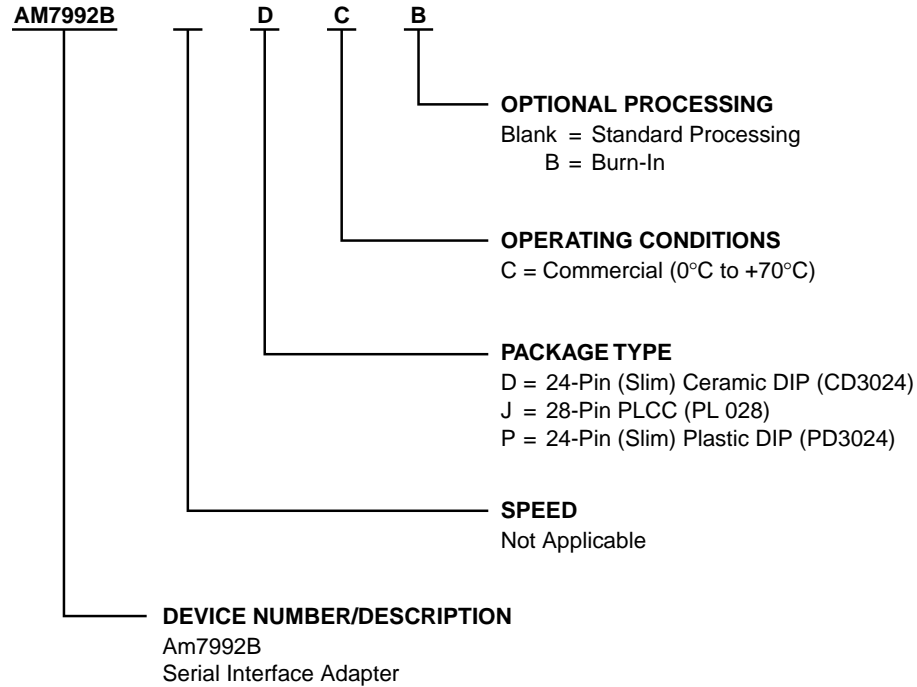 AM7992B D C B
OPTIONAL PROCESSING
Blank = Standard Processing
B = Burn-In
OPERATING CONDITIONS
C = Commercial (0°C to +70°C)
PACKAGE TYPE
D = 24-Pin (Slim) Ceramic DIP (CD3024)
J = 28-Pin PLCC (PL 028)
P = 24-Pin (Slim) Plastic DIP (PD3024)
SPEED
Not Applicable
DEVICE NUMBER/DESCRIPTION
Am7992B
Serial Interface Adapter